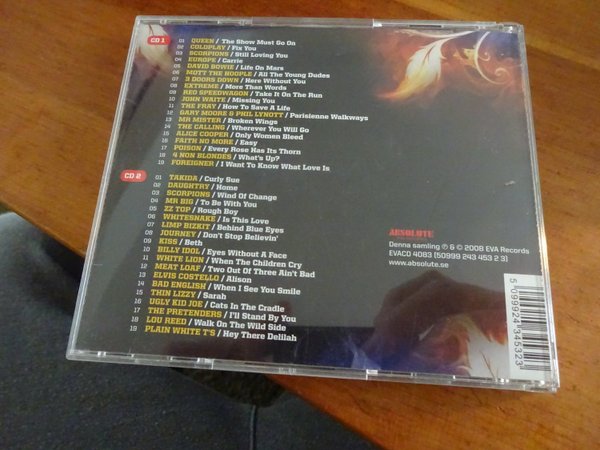 CD 1
01 QUEEN / The Show Must Go On
02 COLDPLAY / Fix You
03 SCORPIONS / Still Loving You
04 EUROPE / Carrie
05 DAVID BOWIE / Life On Mars
06 MOTT THE HOOPLE / All The Young Dudes
07 3 DOORS DOWN / Here Without You
08 EXTREME / More Than Words
09 REO SPEEDWAGON / Take It On The Run
10 JOHN WAITE / Missing You
11 THE FRAY / How To Save A Life
12 GARY MOORE & PHIL LYNOTT / Parisienne Walkways
13 MR MISTER / Broken Wings
14 THE CALLING / Wherever You Will Go
15 ALICE COOPER / Only Women Bleed
16 FAITH NO MORE / Easy
17 POISON / Every Rose Has Its Thorn
18 4 NON BLONDES / What's Up?
19 FOREIGNER / I Want To Know What Love Is
CD 2
01 TAKIDA / Curly Sue
02 DAUGHTRY / Home
03 SCORPIONS / Wind Of Change
04 MR BIG / To Be With You
05 ZZ TOP / Rough Boy
06 WHITESNAKE / Is This Love
07 LIMP BIZKIT / Behind Blue Eyes
08 JOURNEY / Don't Stop Believin'
09 KISS / Beth
10 BILLY IDOL / Eyes Without A Face
11 WHITE LION / When The Children Cry
12 MEAT LOAF / Two Out Of Three Ain't Bad
13 ELVIS COSTELLO / Alison
14 BAD ENGLISH / When I See You Smile
15 THIN LIZZY / Sarah
16 UGLY KID JOE / Cats In The Cradle
17 THE PRETENDERS / I'll Stand By You
18 LOU REED / Walk On The Wild Side
19 PLAIN WHITE T'S / Hey There Delilah
ABSOLUTE
Denna samling ℗ & © 2008 EVA Records
EVACD 4083 (50999 243 453 2 3)
www.absolute.se
5 099924 345323